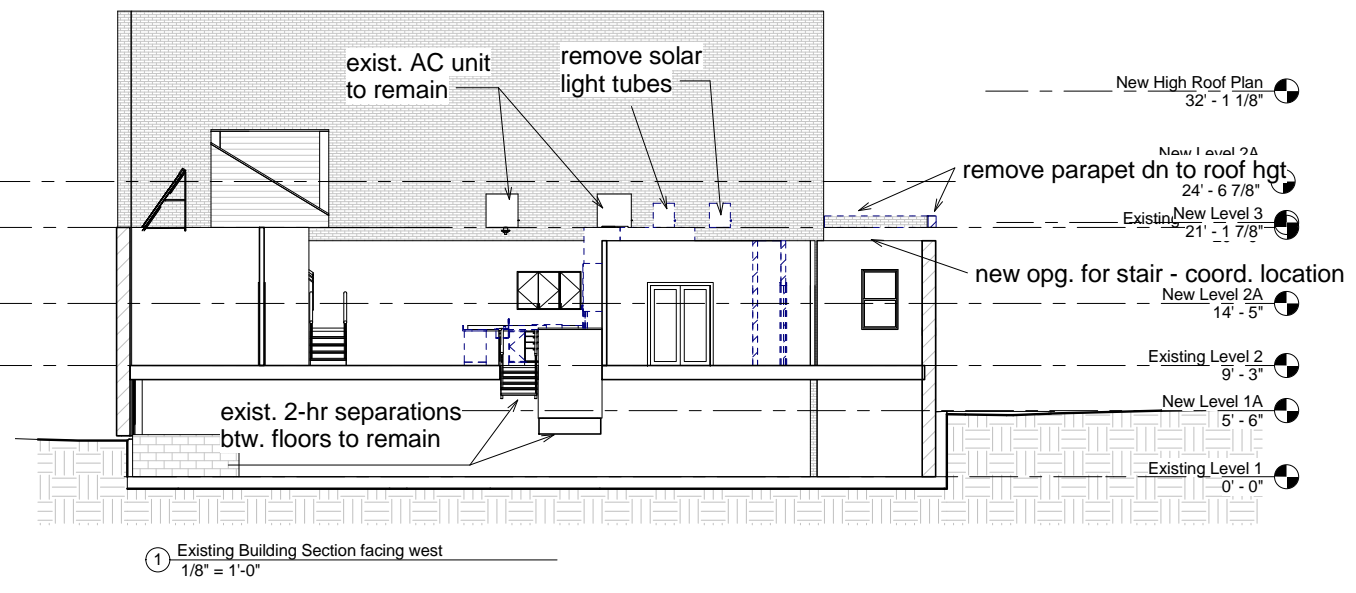 exist. AC unit
to remain
remove solar
light tubes
New High Roof Plan
32' - 1 1/8"
New Level 2A
remove parapet dn to roof hgt
24' - 6 7/8"
Existing
New Level 3
21' - 1 7/8"
new opg. for stair - coord. location
New Level 2A
14' - 5"
Existing Level 2
9' - 3"
exist. 2-hr separations
btw. floors to remain
New Level 1A
5' - 6"
Existing Level 1
0' - 0"
1
Existing Building Section facing west
1/8" = 1'-0"